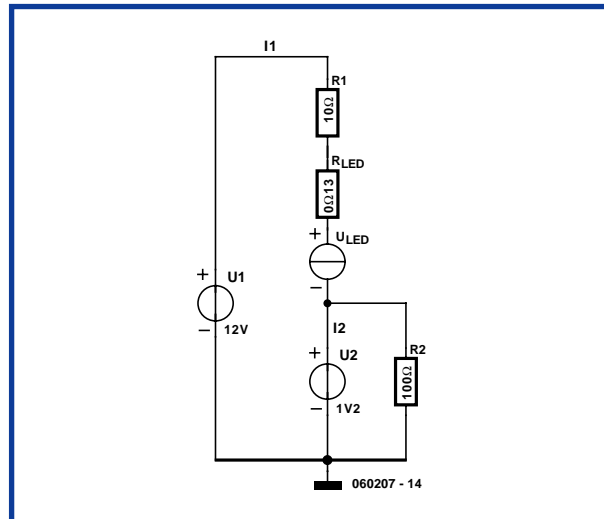 I1
R1
10Ω
RLED
0Ω13
+
ULED
−
+
U1
−
12V
I2
+
U2
−
1V2
R2
100Ω
060207 - 14